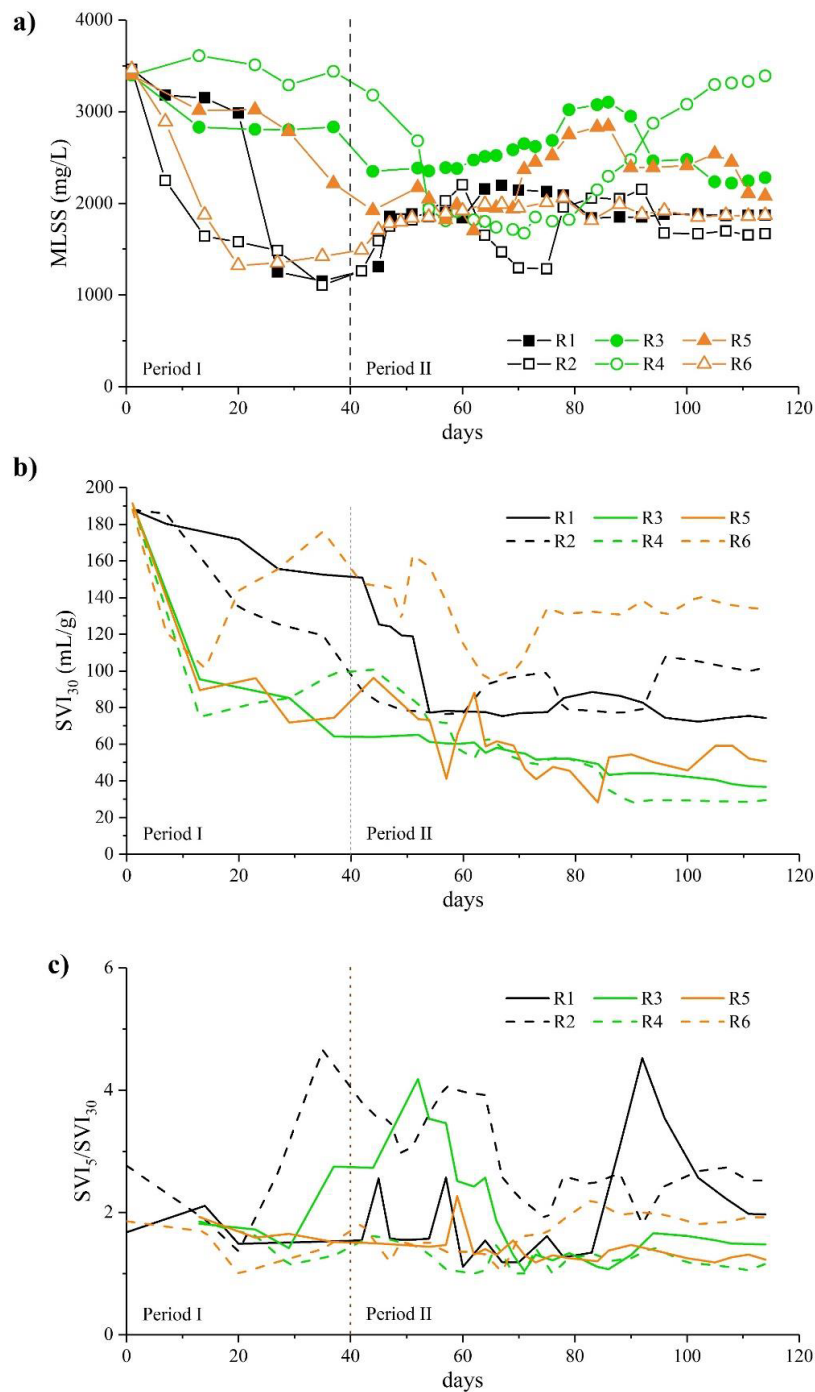 a)
4000
3000
2000
1000
0
MLSS (mg/L)
R1 R3 R5
R2 R4 R6
Period I Period II
0 20 40 60 80 100 120
days
b)
200
180
160
140
120
100
80
60
40
20
0
SVI30 (mL/g)
R1 R3 R5
R2 R4 R6
Period I Period II
0 20 40 60 80 100 120
days
c)
6
4
2
0
SVI5/SVI30
R1 R3 R5
R2 R4 R6
Period I Period II
0 20 40 60 80 100 120
days